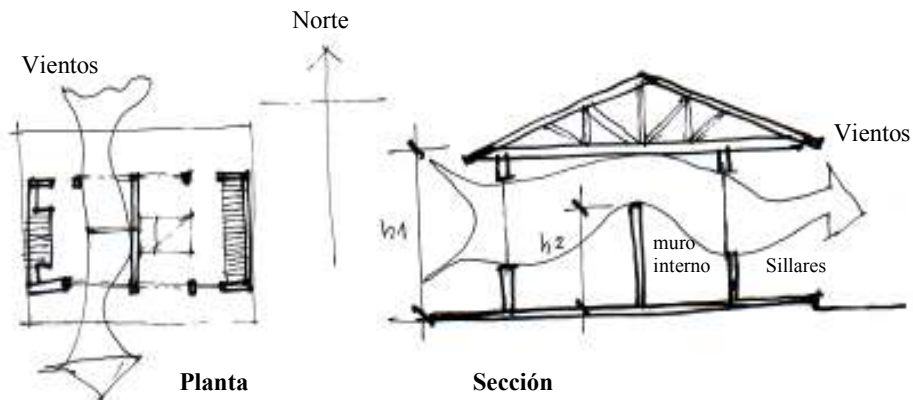 Norte
Vientos
Vientos
h1
h2
muro
interno
Sillares
Planta
Sección